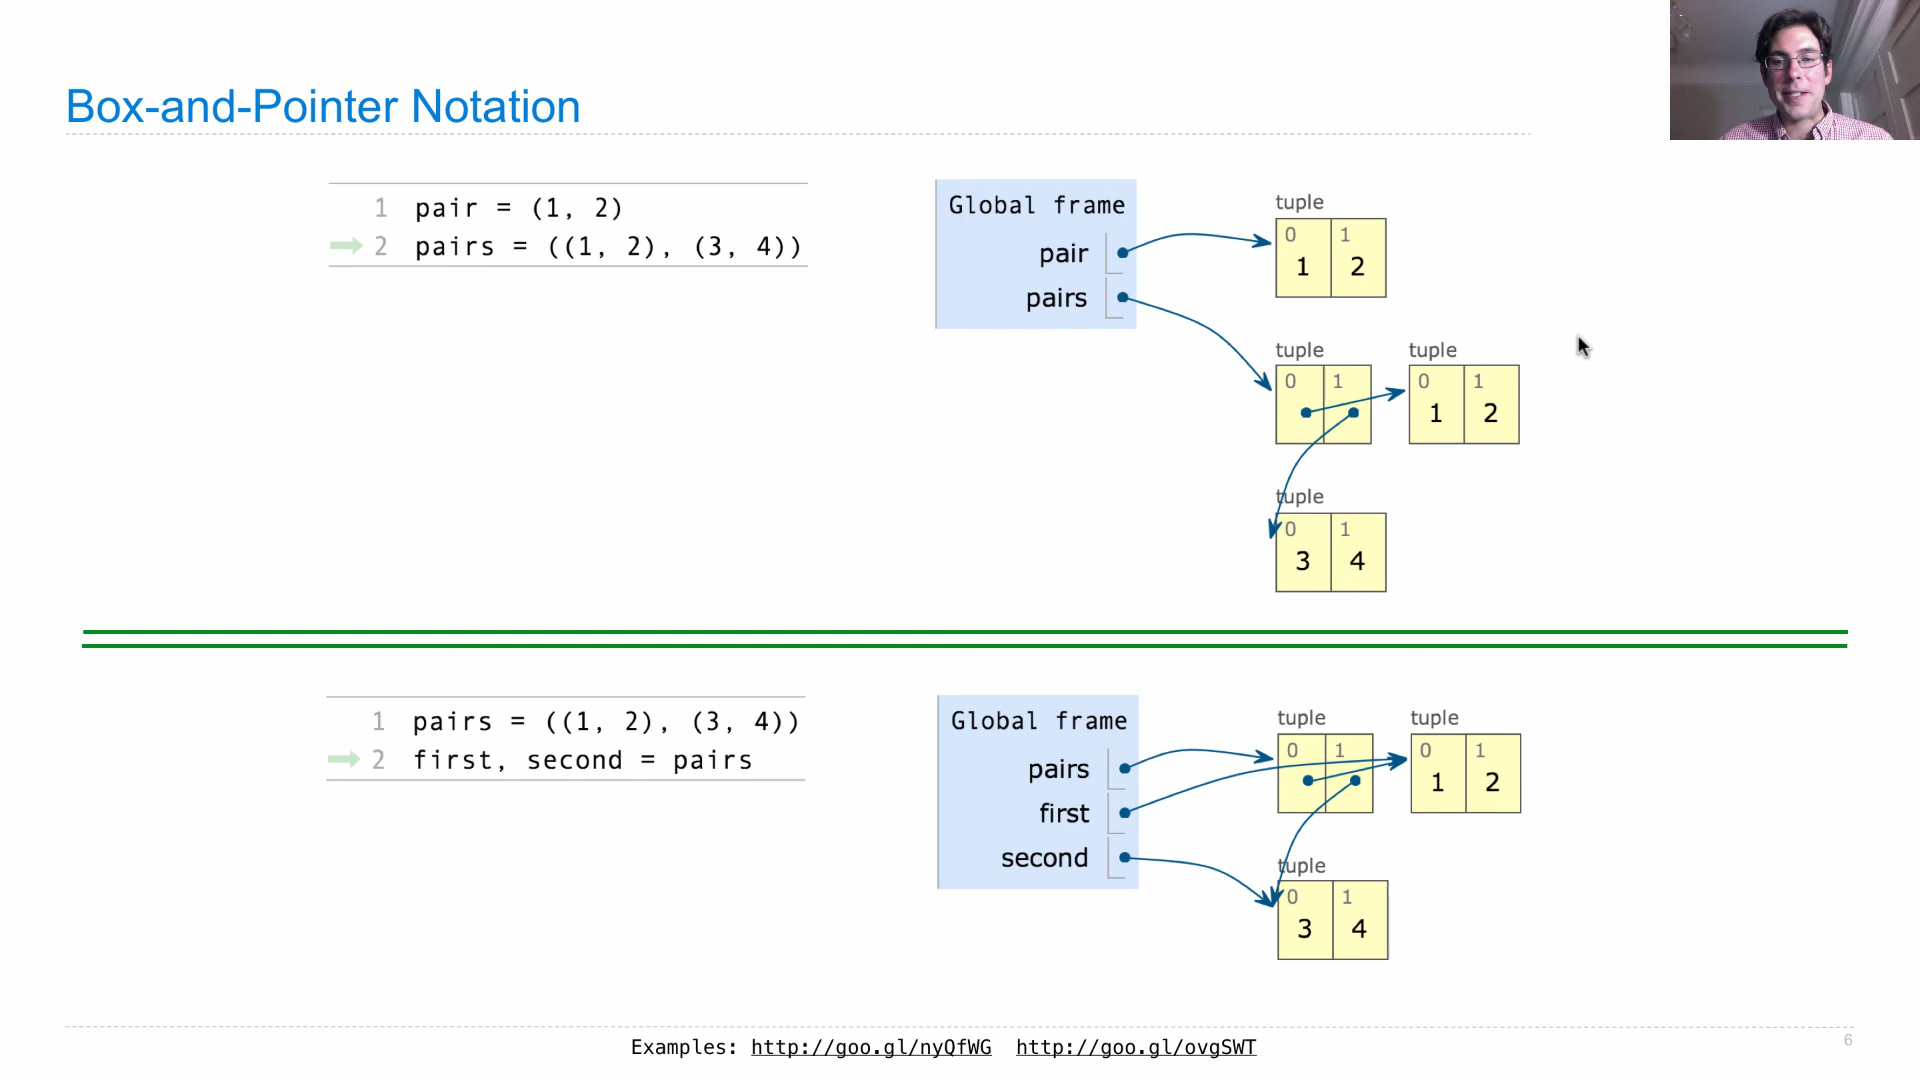 Box-and-Pointer Notation
1 pair = (1, 2)
2 pairs = ((1, 2), (3, 4))
Global frame
pair
pairs
tuple
0 1
1 2
tuple tuple
0 1 0 1
1 2
tuple
0 1
3 4
1 pairs = ((1, 2), (3, 4))
2 first, second = pairs
Global frame
pairs
first
second
tuple tuple
0 1 0 1
1 2
tuple
0 1
3 4
Examples: http://goo.gl/nyQfWG http://goo.gl/ovgSWT
6